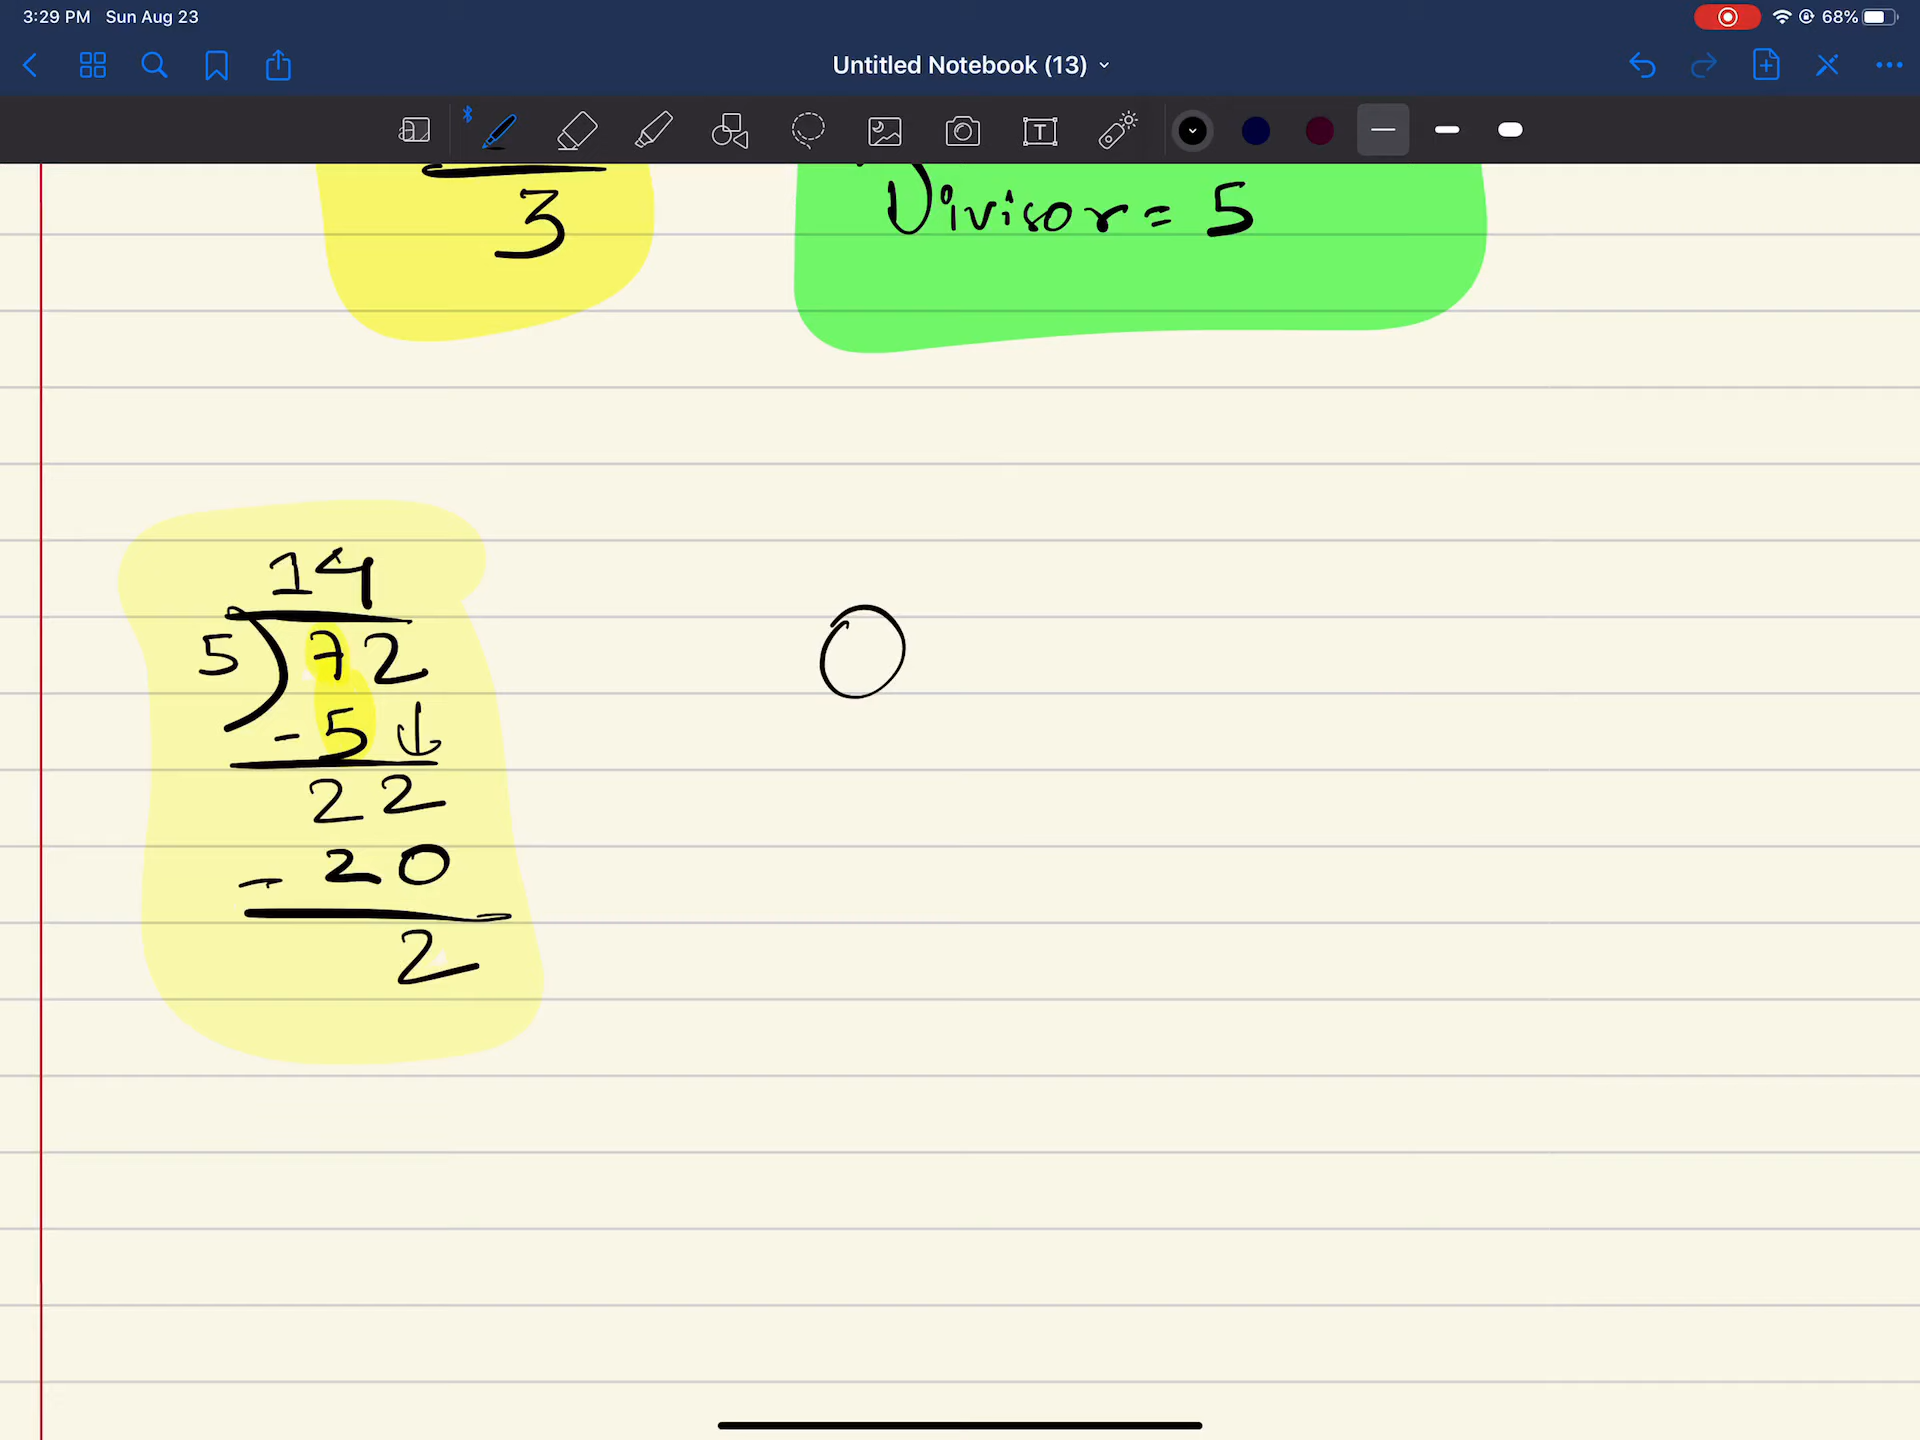 3:29 PM Sun Aug 23
68%
Untitled Notebook (13)
3
Divisor = 5
14
5)72
- 5↓
22
- 20
2
O